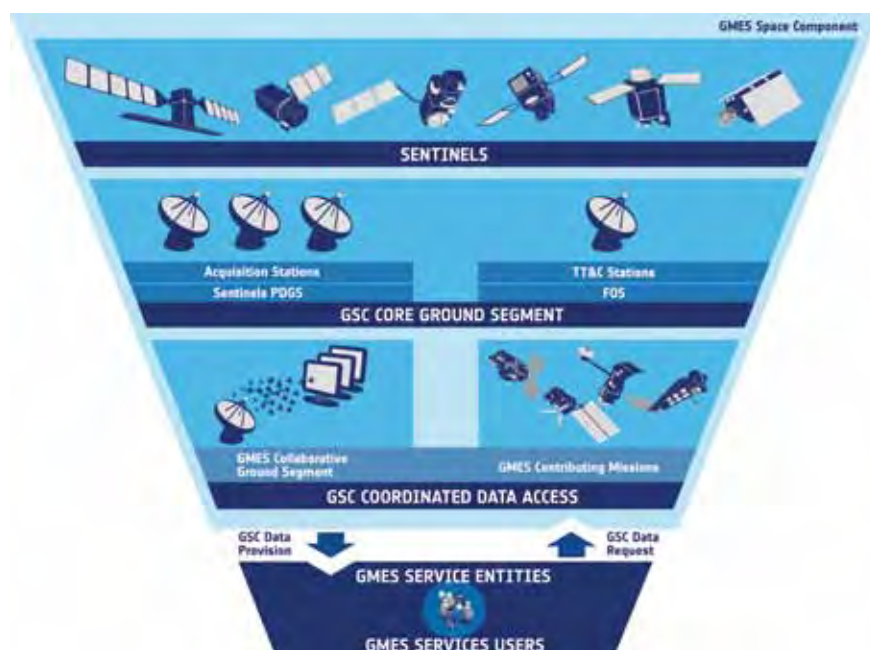 GMES Space Component
SENTINELS
Acquisition Stations
TT&C Stations
Sentinels PDGS
FOS
GSC CORE GROUND SEGMENT
GMES Collaborative
Ground Segment
GMES Contributing Missions
GSC COORDINATED DATA ACCESS
GSC Data
Provision
GSC Data
Request
GMES SERVICE ENTITIES
GMES SERVICES USERS